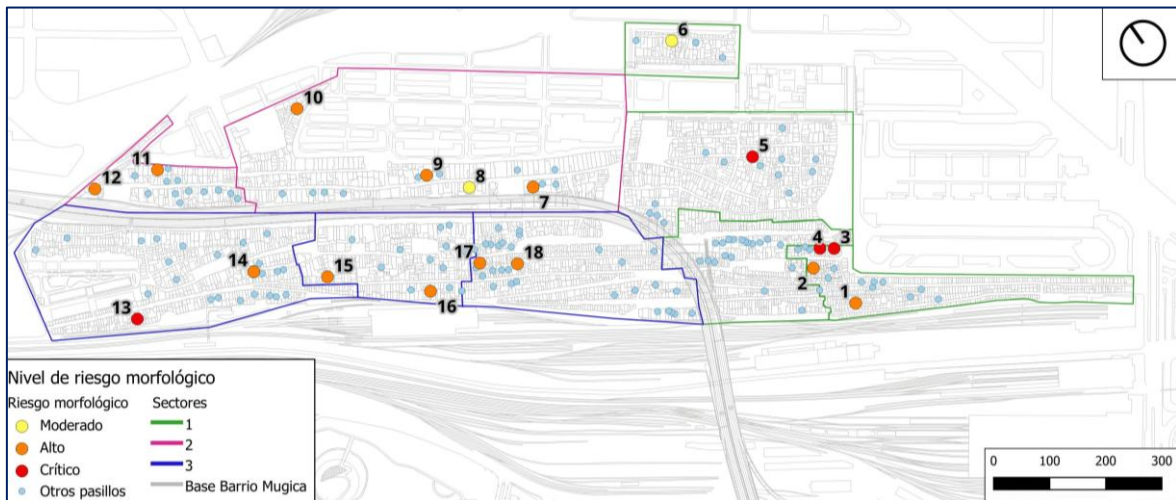 6
10
5
11
9
8
12
7
4 3
17 18
14
15
2
16
1
13
Nivel de riesgo morfológico
Riesgo morfológico Sectores
Moderado 1
Alto 2
Crítico 3
Otros pasillos Base Barrio Mugica
0 100 200 300